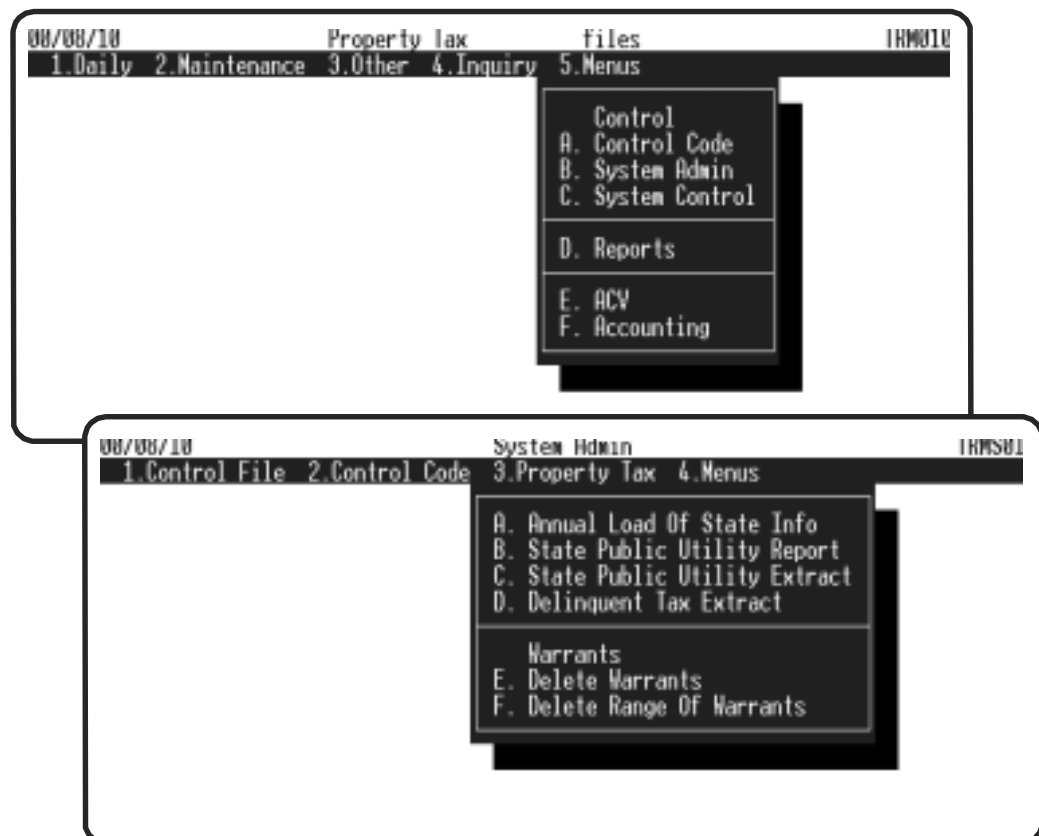 00/08/10 Property Tax files TRM010
1.Daily 2.Maintenance 3.Other 4.Inquiry 5.Menus
Control
A. Control Code
B. System Admin
C. System Control
D. Reports
E. ACV
F. Accounting
00/08/10 System Admin TRMS01
1.Control File 2.Control Code 3.Property Tax 4.Menus
A. Annual Load Of State Info
B. State Public Utility Report
C. State Public Utility Extract
D. Delinquent Tax Extract
Warrants
E. Delete Warrants
F. Delete Range Of Warrants